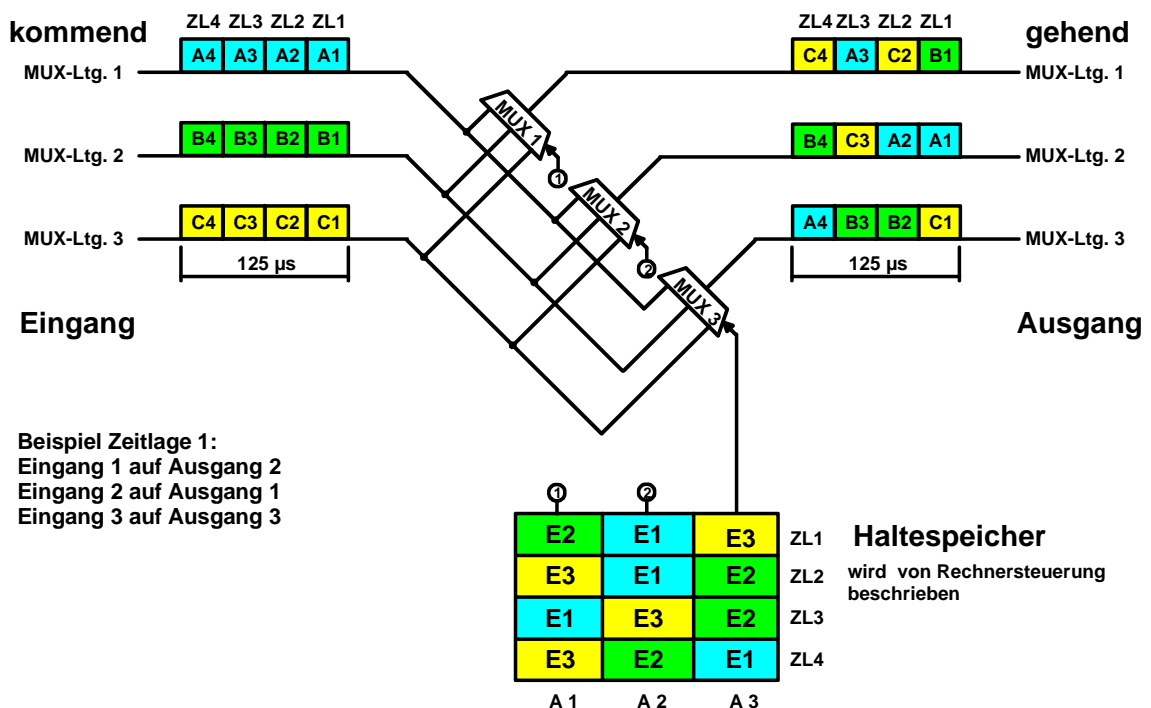 ZL4 ZL3 ZL2 ZL1
ZL4 ZL3 ZL2 ZL1
kommend
gehend
A4 A3 A2 A1
C4 A3 C2 B1
MUX-Ltg. 1
MUX-Ltg. 1
MUX 1
B4 B3 B2 B1
B4 C3 A2 A1
MUX-Ltg. 2
MUX-Ltg. 2
1
MUX 2
C4 C3 C2 C1
A4 B3 B2 C1
MUX-Ltg. 3
MUX-Ltg. 3
125 µs
125 µs
2
MUX 3
Eingang
Ausgang
Beispiel Zeitlage 1:
Eingang 1 auf Ausgang 2
Eingang 2 auf Ausgang 1
Eingang 3 auf Ausgang 3
1 2
E2 E1 E3 ZL1
Haltespeicher
E3 E1 E2 ZL2
wird von Rechnersteuerung
beschrieben
E1 E3 E2 ZL3
E3 E2 E1 ZL4
A 1 A 2 A 3